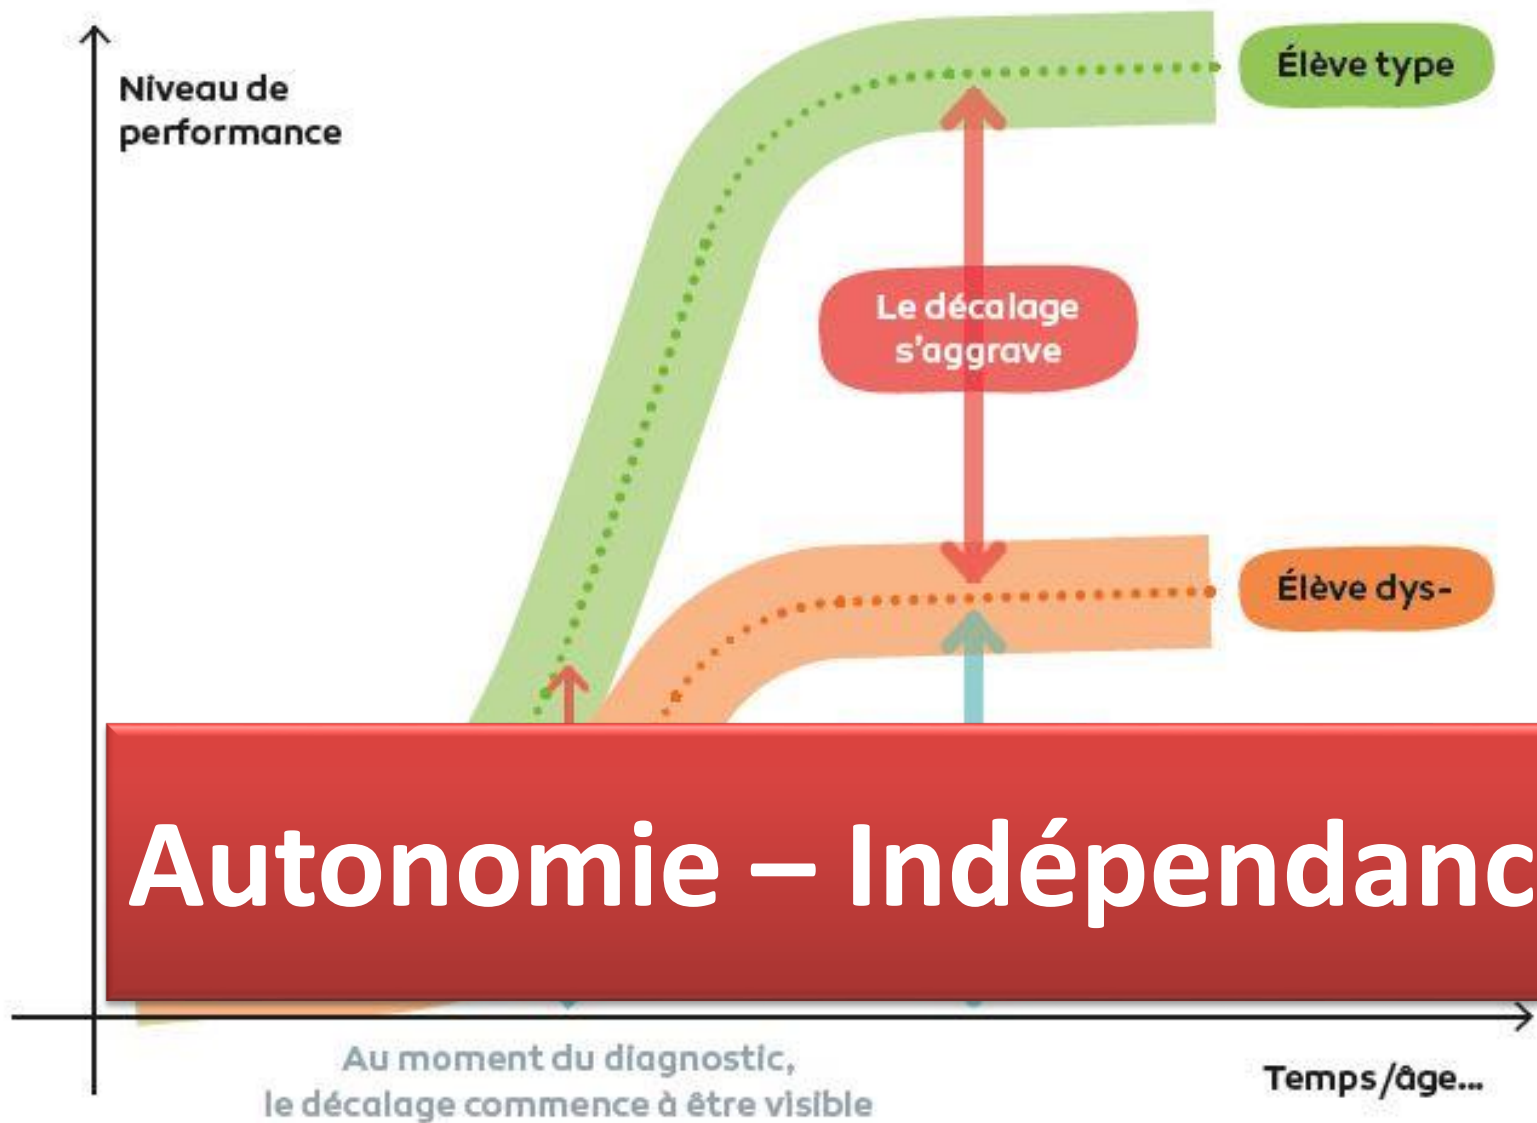 Niveau de
performance
Élève type
Le décalage
s'aggrave
Élève dys-
Autonomie – Indépendanc
Au moment du diagnostic,
le décalage commence à être visible
Temps/âge...